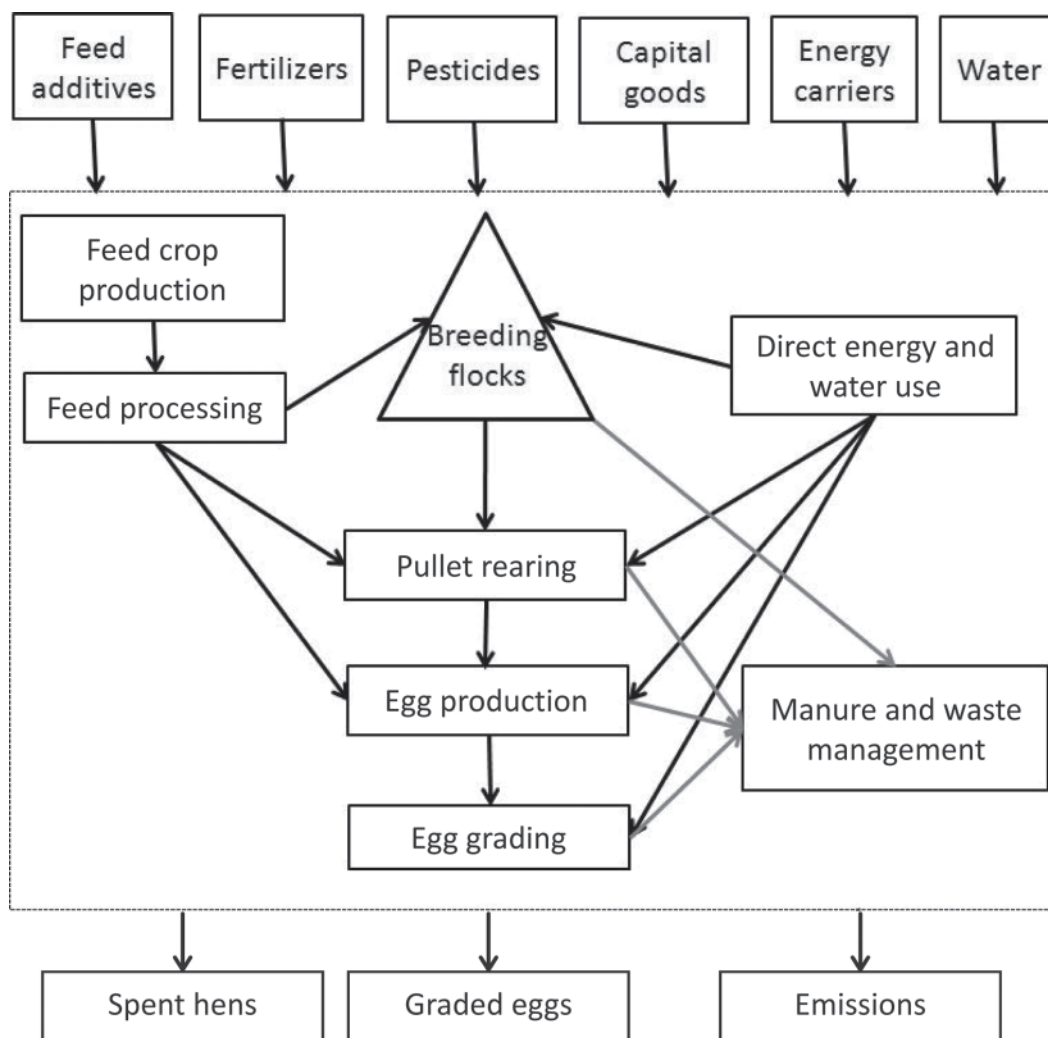 Feed
additives
Fertilizers
Pesticides
Capital
goods
Energy
carriers
Water
Feed crop
production
Breeding
flocks
Direct energy and
water use
Feed processing
Pullet rearing
Egg production
Manure and waste
management
Egg grading
Spent hens
Graded eggs
Emissions